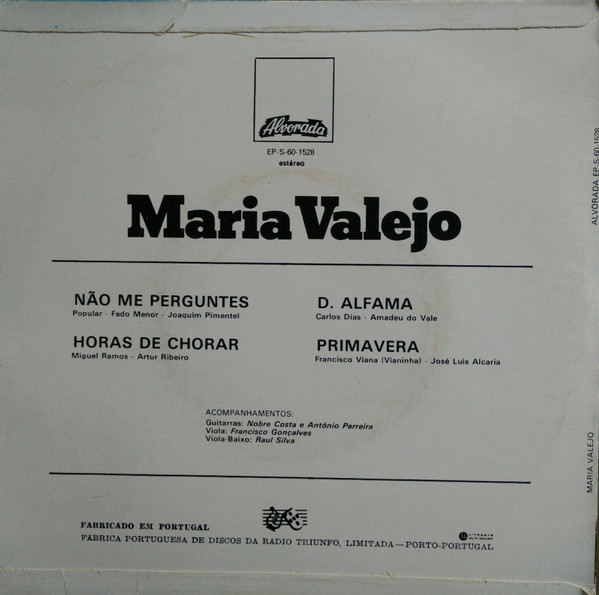 Alvorada
EP-S-60-1528
estéreo
Maria Valejo
NÃO ME PERGUNTES
Popular - Fado Menor - Joaquim Pimentel
HORAS DE CHORAR
Miguel Ramos - Artur Ribeiro
D. ALFAMA
Carlos Dias - Amadeu do Vale
PRIMAVERA
Francisco Viana (Vianinha) - José Luis Alcaria
ACOMPANHAMENTOS:
Guitarras: Nobre Costa e António Parreira
Viola: Francisco Gonçalves
Viola-Baixo: Raul Silva
FABRICADO EM PORTUGAL
FÁBRICA PORTUGUESA DE DISCOS DA RADIO TRIUNFO, LIMITADA — PORTO-PORTUGAL
ALVORADA EP-S-60-1528
MARIA VALEJO